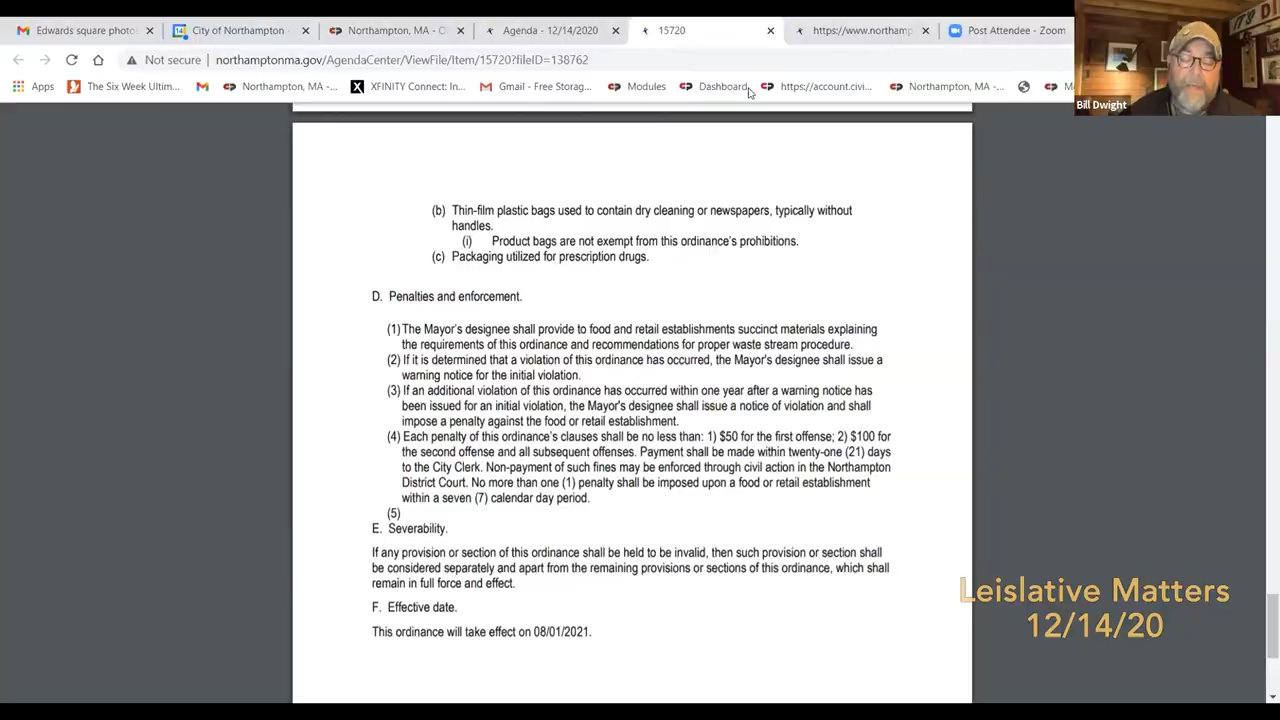 Edwards square photo
City of Northampton
Northampton, MA - C
Agenda - 12/14/2020
15720
https://www.northamp
Post Attendee - Zoom
IT'S D
Not secure
northamptonma.gov/AgendaCenter/ViewFile/Item/15720?fileID=138762
Apps
The Six Week Ultim...
Northampton, MA -...
XFINITY Connect: In...
Gmail - Free Storag...
Modules
Dashboard
https://account.civi...
Northampton, MA -...
Bill Dwight
(b) Thin-film plastic bags used to contain dry cleaning or newspapers, typically without
handles.
(i) Product bags are not exempt from this ordinance's prohibitions.
(c) Packaging utilized for prescription drugs.
D. Penalties and enforcement.
(1) The Mayor's designee shall provide to food and retail establishments succinct materials explaining
the requirements of this ordinance and recommendations for proper waste stream procedure.
(2) If it is determined that a violation of this ordinance has occurred, the Mayor's designee shall issue a
warning notice for the initial violation.
(3) If an additional violation of this ordinance has occurred within one year after a warning notice has
been issued for an initial violation, the Mayor's designee shall issue a notice of violation and shall
impose a penalty against the food or retail establishment.
(4) Each penalty of this ordinance's clauses shall be no less than: 1) $50 for the first offense; 2) $100 for
the second offense and all subsequent offenses. Payment shall be made within twenty-one (21) days
to the City Clerk. Non-payment of such fines may be enforced through civil action in the Northampton
District Court. No more than one (1) penalty shall be imposed upon a food or retail establishment
within a seven (7) calendar day period.
(5)
E. Severability.
If any provision or section of this ordinance shall be held to be invalid, then such provision or section shall
be considered separately and apart from the remaining provisions or sections of this ordinance, which shall
remain in full force and effect.
F. Effective date.
This ordinance will take effect on 08/01/2021.
Leislative Matters
12/14/20